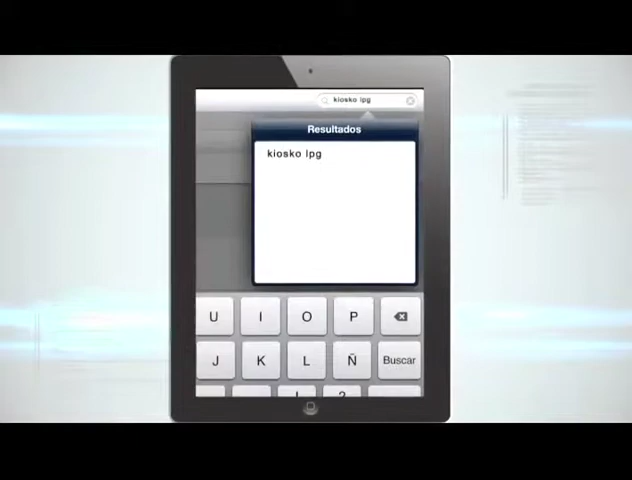 kiosko lpg
Resultados
kiosko lpg
U I O P
J K L Ñ Buscar
! ?